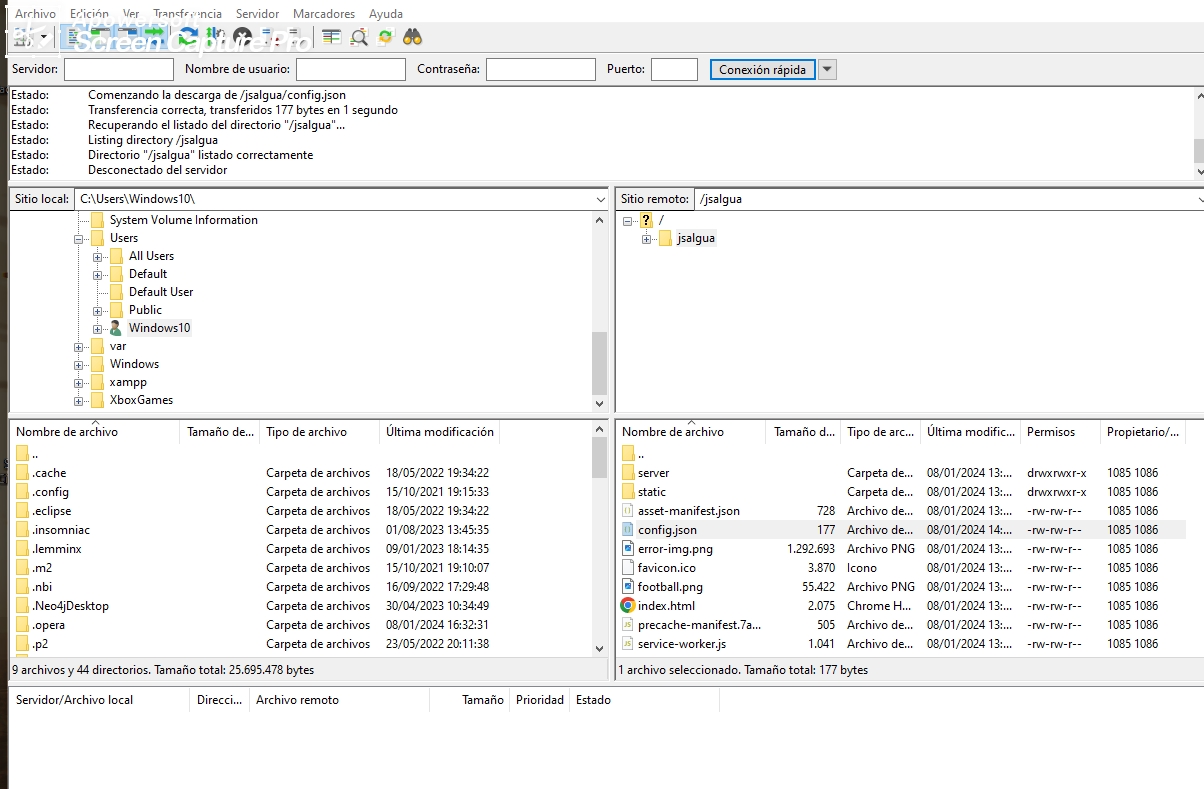 Archivo Edición Ver Transferencia Servidor Marcadores Ayuda
Apowersoft
Screen Capture Pro
Servidor: Nombre de usuario: Contraseña: Puerto: Conexión rápida
Estado: Comenzando la descarga de /jsalgua/config.json
Estado: Transferencia correcta, transferidos 177 bytes en 1 segundo
Estado: Recuperando el listado del directorio "/jsalgua"...
Estado: Listing directory /jsalgua
Estado: Directorio "/jsalgua" listado correctamente
Estado: Desconectado del servidor
Sitio local: C:\Users\Windows10\
System Volume Information
Users
All Users
Default
Default User
Public
Windows10
var
Windows
xampp
XboxGames
Sitio remoto: /jsalgua
/
jsalgua
Nombre de archivo Tamaño de... Tipo de archivo Última modificación
..
.cache Carpeta de archivos 18/05/2022 19:34:22
.config Carpeta de archivos 15/10/2021 19:15:33
.eclipse Carpeta de archivos 18/05/2022 19:34:22
.insomniac Carpeta de archivos 01/08/2023 13:45:35
.lemminx Carpeta de archivos 09/01/2023 18:14:35
.m2 Carpeta de archivos 15/10/2021 19:10:07
.nbi Carpeta de archivos 16/09/2022 17:29:48
.Neo4jDesktop Carpeta de archivos 30/04/2023 10:34:49
.opera Carpeta de archivos 08/01/2024 16:32:31
.p2 Carpeta de archivos 23/05/2022 20:11:38
9 archivos y 44 directorios. Tamaño total: 25.695.478 bytes
Nombre de archivo Tamaño d... Tipo de arc... Última modific... Permisos Propietario/...
..
server Carpeta de... 08/01/2024 13:... drwxrwxr-x 1085 1086
static Carpeta de... 08/01/2024 13:... drwxrwxr-x 1085 1086
asset-manifest.json 728 Archivo de... 08/01/2024 13:... -rw-rw-r-- 1085 1086
config.json 177 Archivo de... 08/01/2024 14:... -rw-rw-r-- 1085 1086
error-img.png 1.292.693 Archivo PNG 08/01/2024 13:... -rw-rw-r-- 1085 1086
favicon.ico 3.870 Icono 08/01/2024 13:... -rw-rw-r-- 1085 1086
football.png 55.422 Archivo PNG 08/01/2024 13:... -rw-rw-r-- 1085 1086
index.html 2.075 Chrome H... 08/01/2024 13:... -rw-rw-r-- 1085 1086
precache-manifest.7a... 505 Archivo de... 08/01/2024 13:... -rw-rw-r-- 1085 1086
service-worker.js 1.041 Archivo de... 08/01/2024 13:... -rw-rw-r-- 1085 1086
1 archivo seleccionado. Tamaño total: 177 bytes
Servidor/Archivo local Direcci... Archivo remoto Tamaño Prioridad Estado